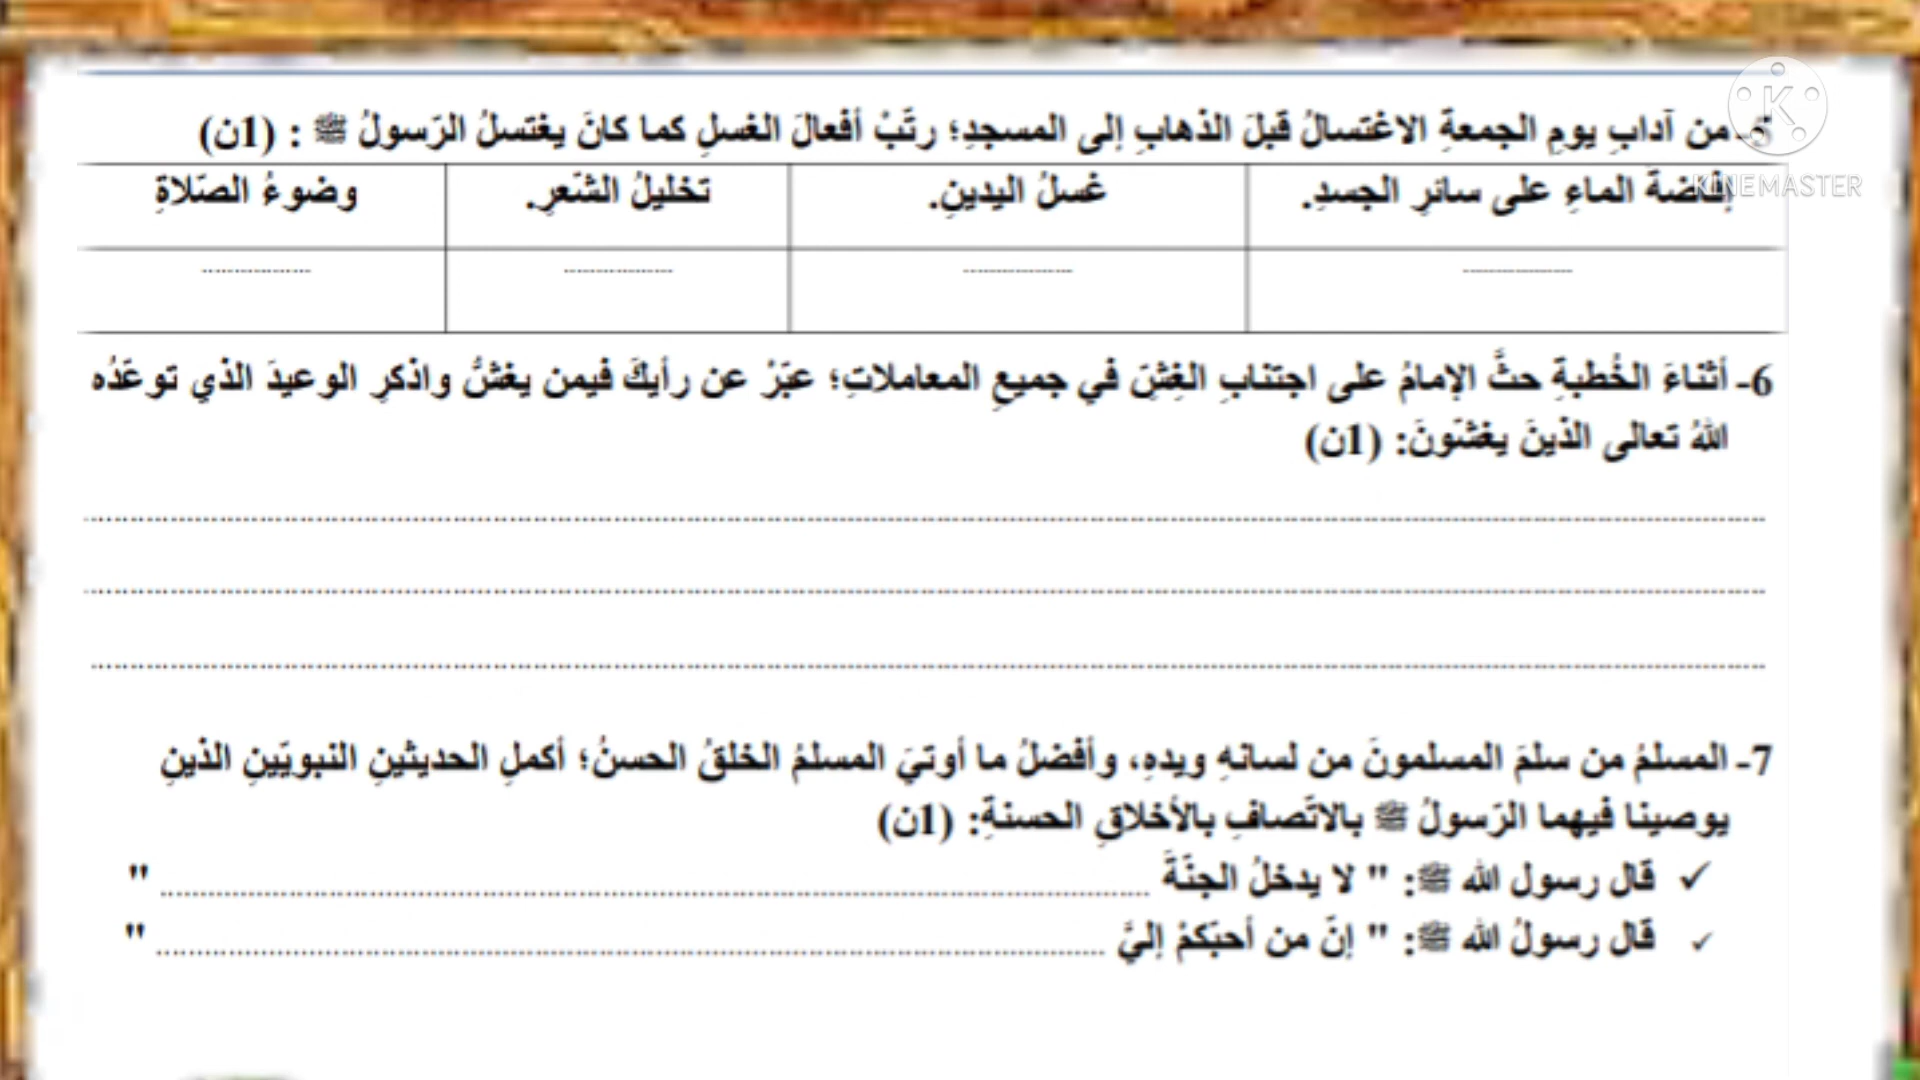 5- من آدابِ يومِ الجمعةِ الاغتسالُ قبلَ الذهابِ إلى المسجدِ؛ رتّبْ أفعالَ الغسلِ كما كانَ يغتسلُ الرّسولُ ﷺ : (1ن)
إفاضةُ الماءِ على سائرِ الجسدِ. غسلُ اليدينِ. تخليلُ الشّعرِ. وضوءُ الصّلاةِ
6- أثناءَ الخُطبةِ حثَّ الإمامُ على اجتنابِ الغِشّ في جميعِ المعاملاتِ؛ عبّرْ عن رأيكَ فيمن يغشُّ واذكرِ الوعيدَ الذي توعّدُه
اللهُ تعالى الذينَ يغشّونَ: (1ن)
7- المسلمُ من سلمَ المسلمونَ من لسانهِ ويدهِ، وأفضلُ ما أوتيَ المسلمُ الخلقُ الحسنُ؛ أكملِ الحديثينِ النبويّينِ الذينِ
يوصينا فيهما الرّسولُ ﷺ بالاتّصافِ بالأخلاقِ الحسنةِ: (1ن)
✓ قال رسول الله ﷺ: " لا يدخلُ الجنّةَ ........ "
✓ قال رسولُ الله ﷺ: " إنّ من أحبّكمْ إليَّ ........ "
KINEMASTER